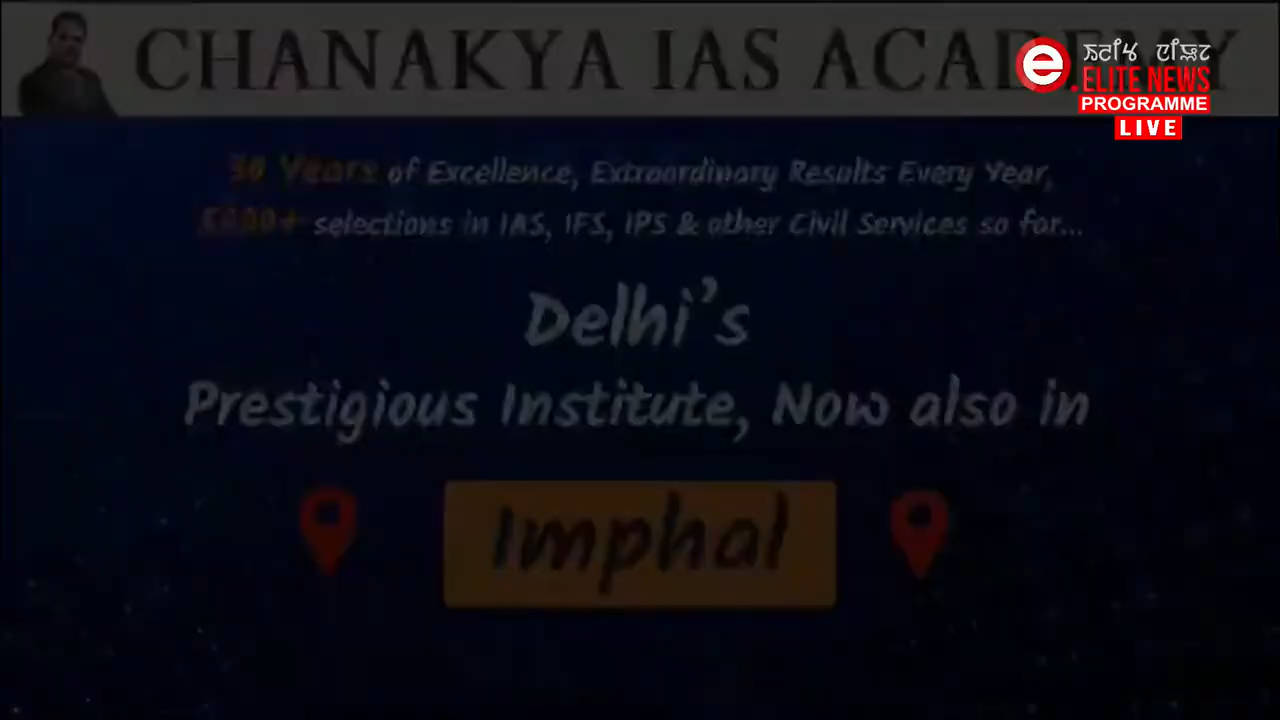 CHANAKYA IAS ACADEMY
30 Years of Excellence, Extraordinary Results Every Year,
selections in IAS, IFS, IPS & other Civil Services so far...
Delhi's
Prestigious Institute, Now also in
Imphal
e.
ELITE NEWS
PROGRAMME
LIVE